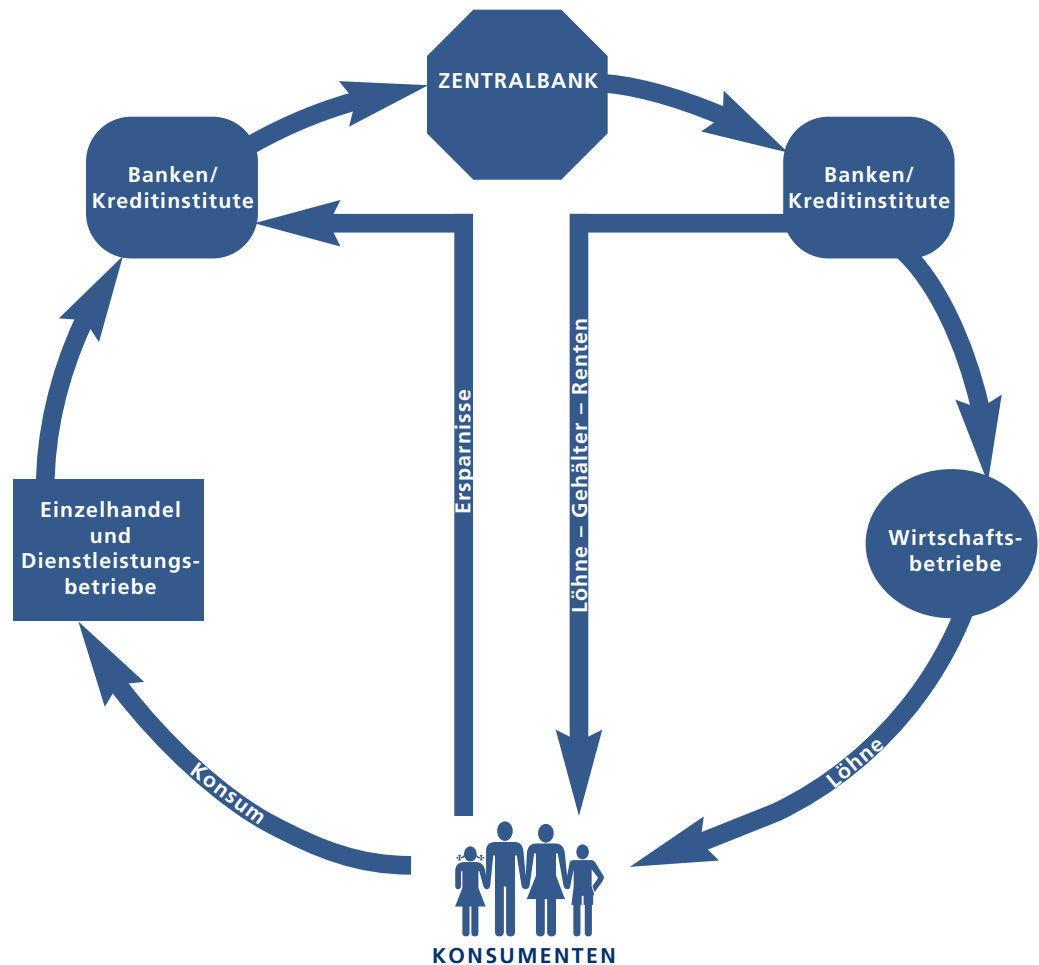 ZENTRALBANK
Banken/
Kreditinstitute
Banken/
Kreditinstitute
Ersparnisse
Löhne – Gehälter – Renten
Einzelhandel
und
Dienstleistungs-
betriebe
Wirtschafts-
betriebe
Konsum
Löhne
KONSUMENTEN